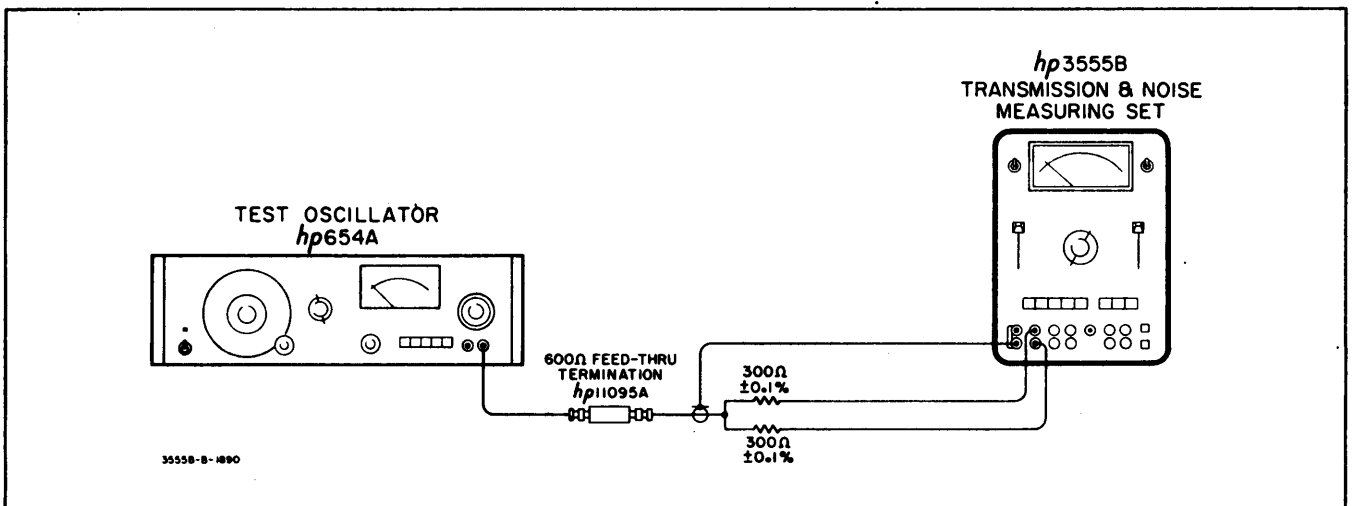 hp3555B
TRANSMISSION & NOISE
MEASURING SET
TEST OSCILLATOR
hp654A
600Ω FEED-THRU
TERMINATION
hp11095A
300Ω
±0.1%
300Ω
±0.1%
3555B-B-1890